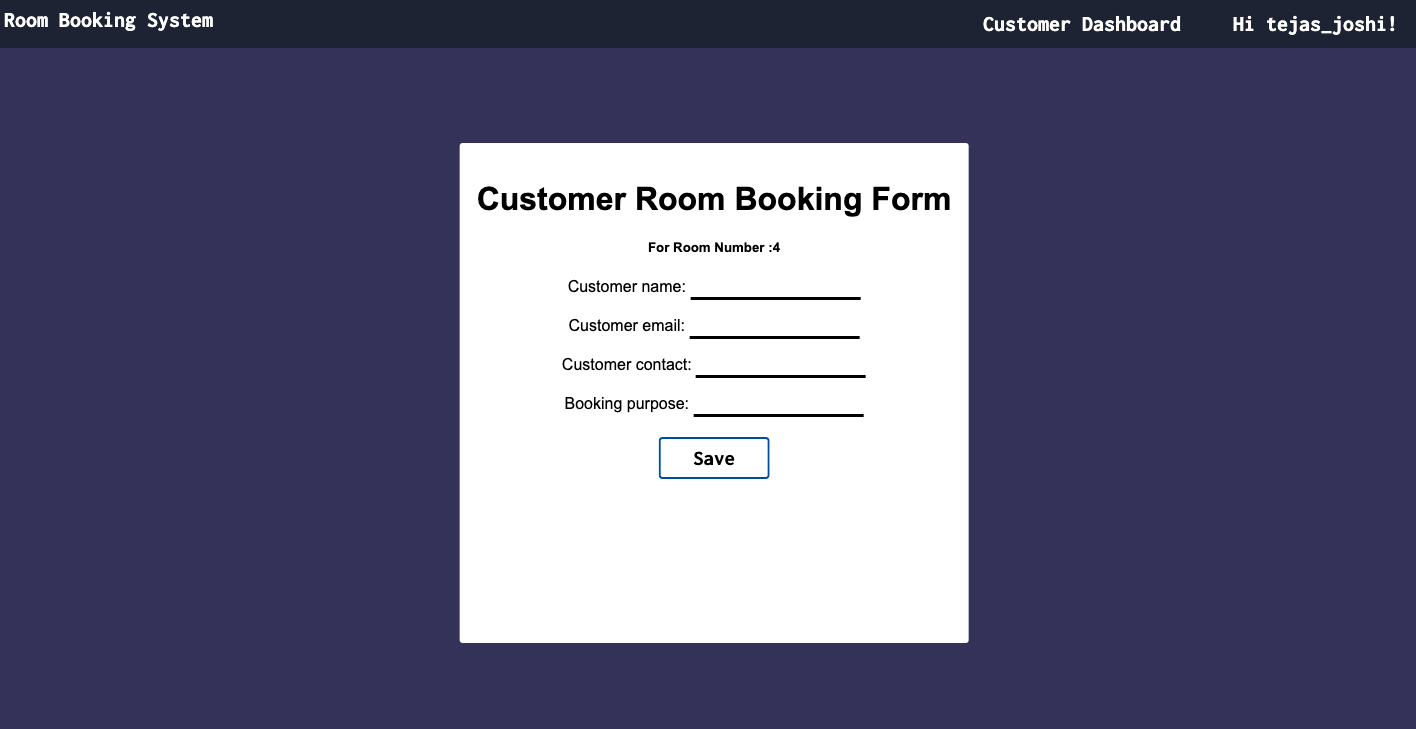 Room Booking System
Customer Dashboard
Hi tejas_joshi!
Customer Room Booking Form
For Room Number :4
Customer name:
Customer email:
Customer contact:
Booking purpose:
Save